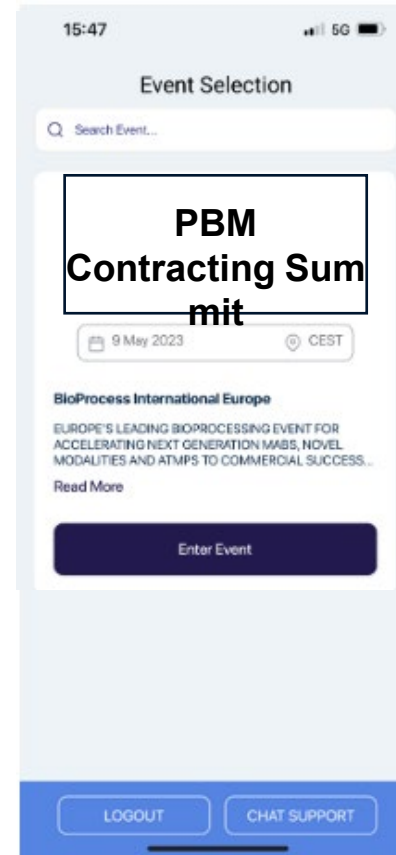 15:47
5G
Event Selection
Search Event...
PBM
Contracting Sum
mit
9 May 2023
CEST
BioProcess International Europe
EUROPE'S LEADING BIOPROCESSING EVENT FOR
ACCELERATING NEXT GENERATION MABS, NOVEL
MODALITIES AND ATMPS TO COMMERCIAL SUCCESS...
Read More
Enter Event
LOGOUT
CHAT SUPPORT